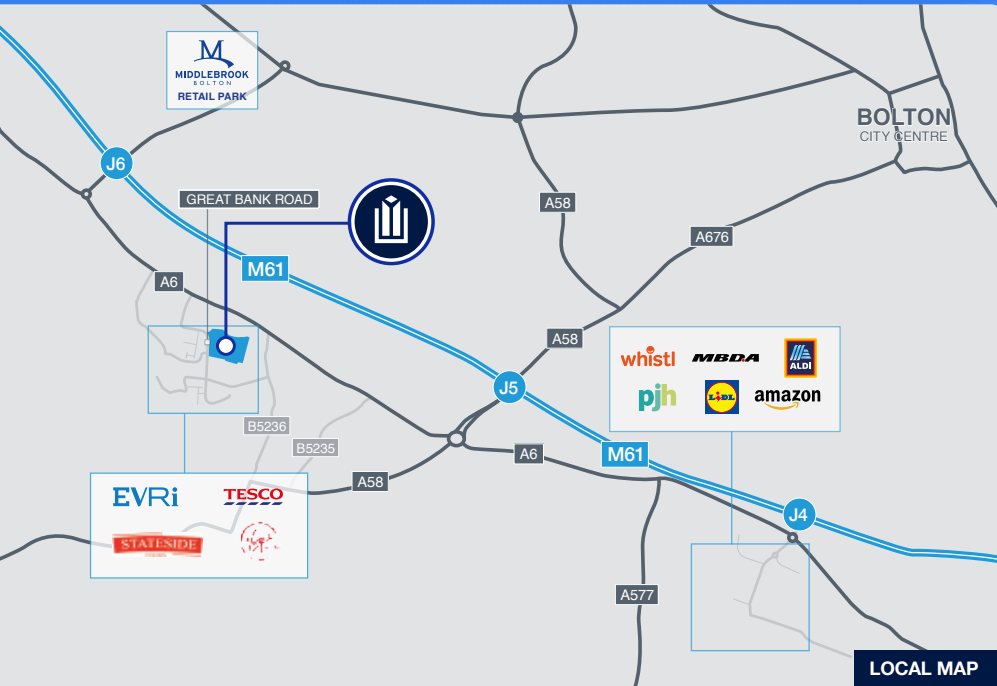 MIDDLEBROOK
BOLTON
RETAIL PARK
BOLTON
CITY CENTRE
J6
GREAT BANK ROAD
A58
A676
M61
A6
A58
J5
whistl
MBDA
ALDI
pjh
LIDL
amazon
B5236
B5235
A6
M61
A58
EVRi
TESCO
STATESIDE
J4
A577
LOCAL MAP